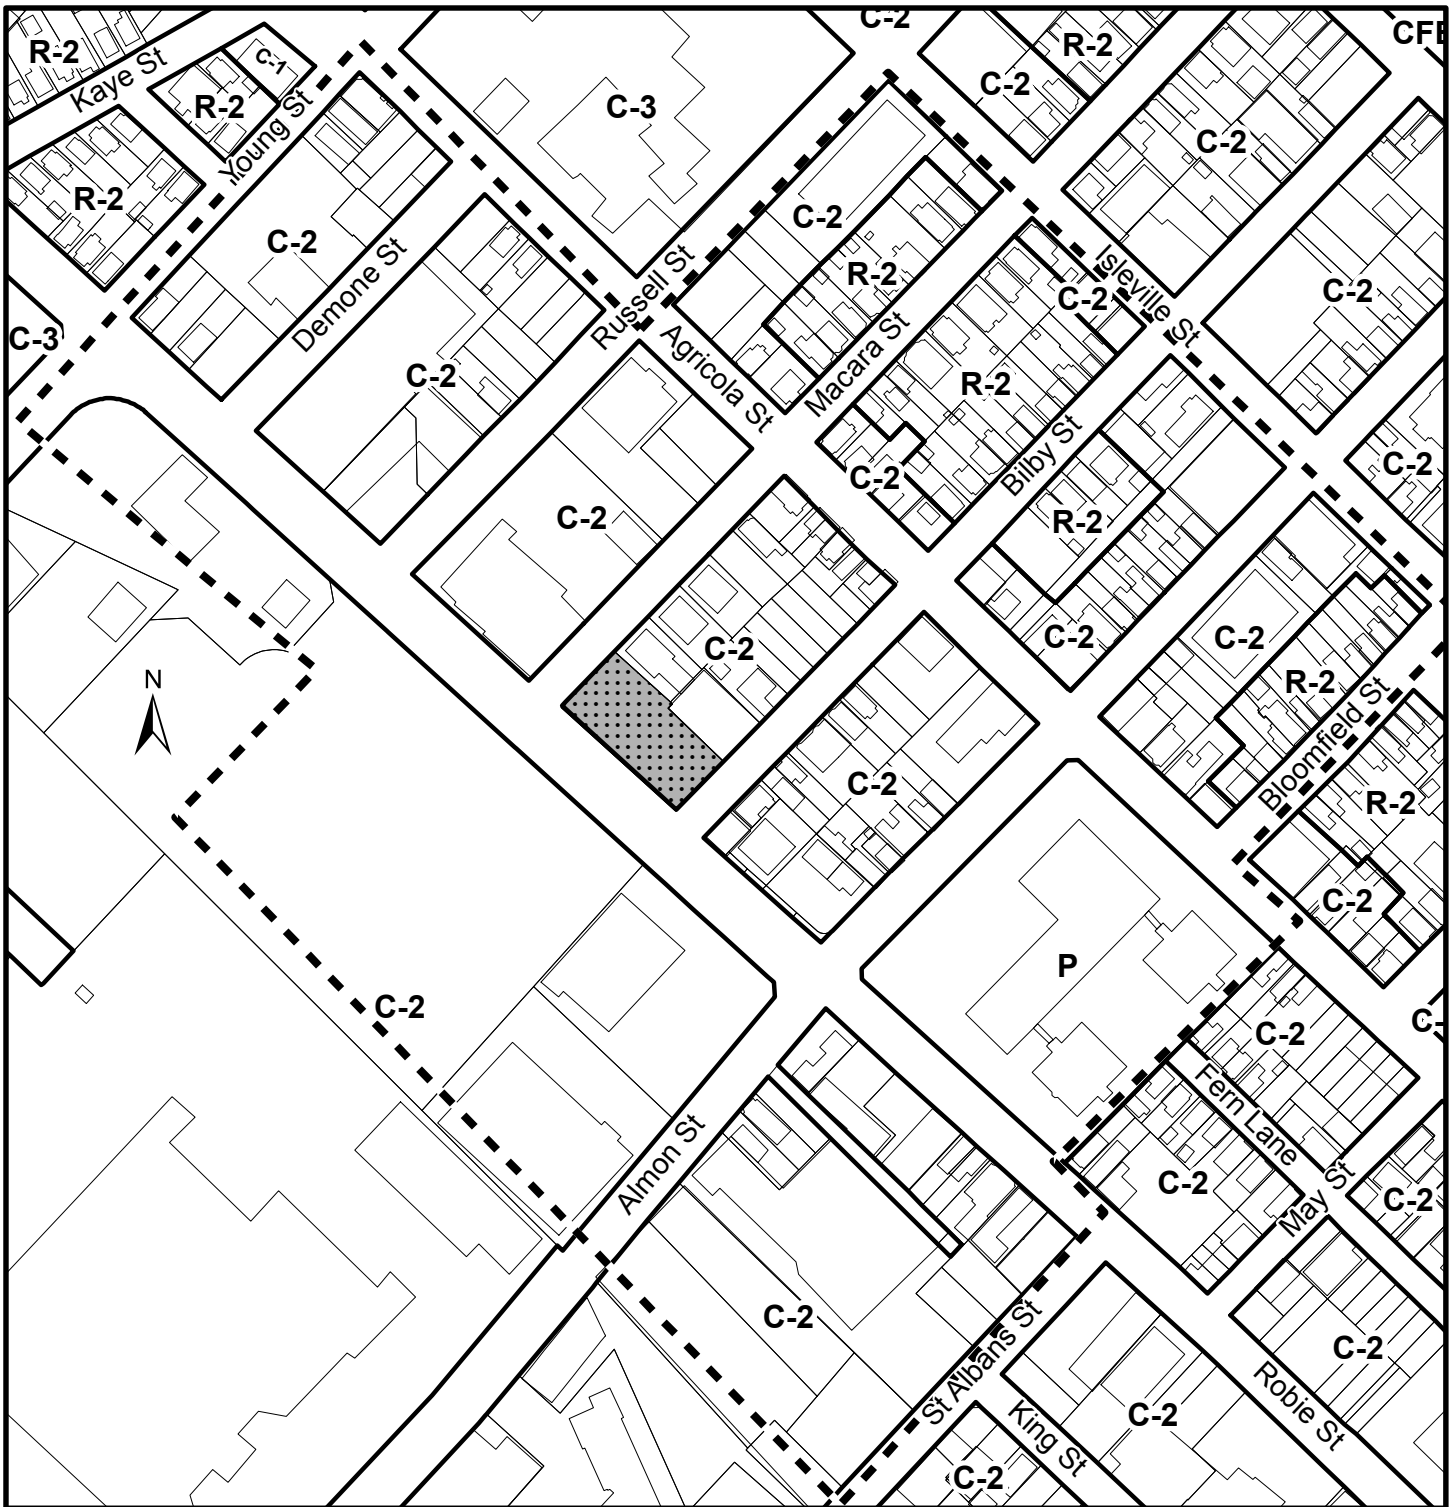 C-2
R-2
CFE
R-2
C-1
Kaye St
C-2
R-2
C-3
Young St
C-2
R-2
C-2
C-2
R-2
Isleville St
C-2
C-2
Demone St
Russell St
C-3
Agricola St
Macara St
C-2
R-2
Bilby St
C-2
C-2
C-2
R-2
C-2
C-2
C-2
R-2
N
Bloomfield St
C-2
R-2
C-2
P
C-2
C-2
C-
Fern Lane
Almon St
C-2
May St
C-2
C-2
St Albans St
C-2
Robie St
King St
C-2
C-2